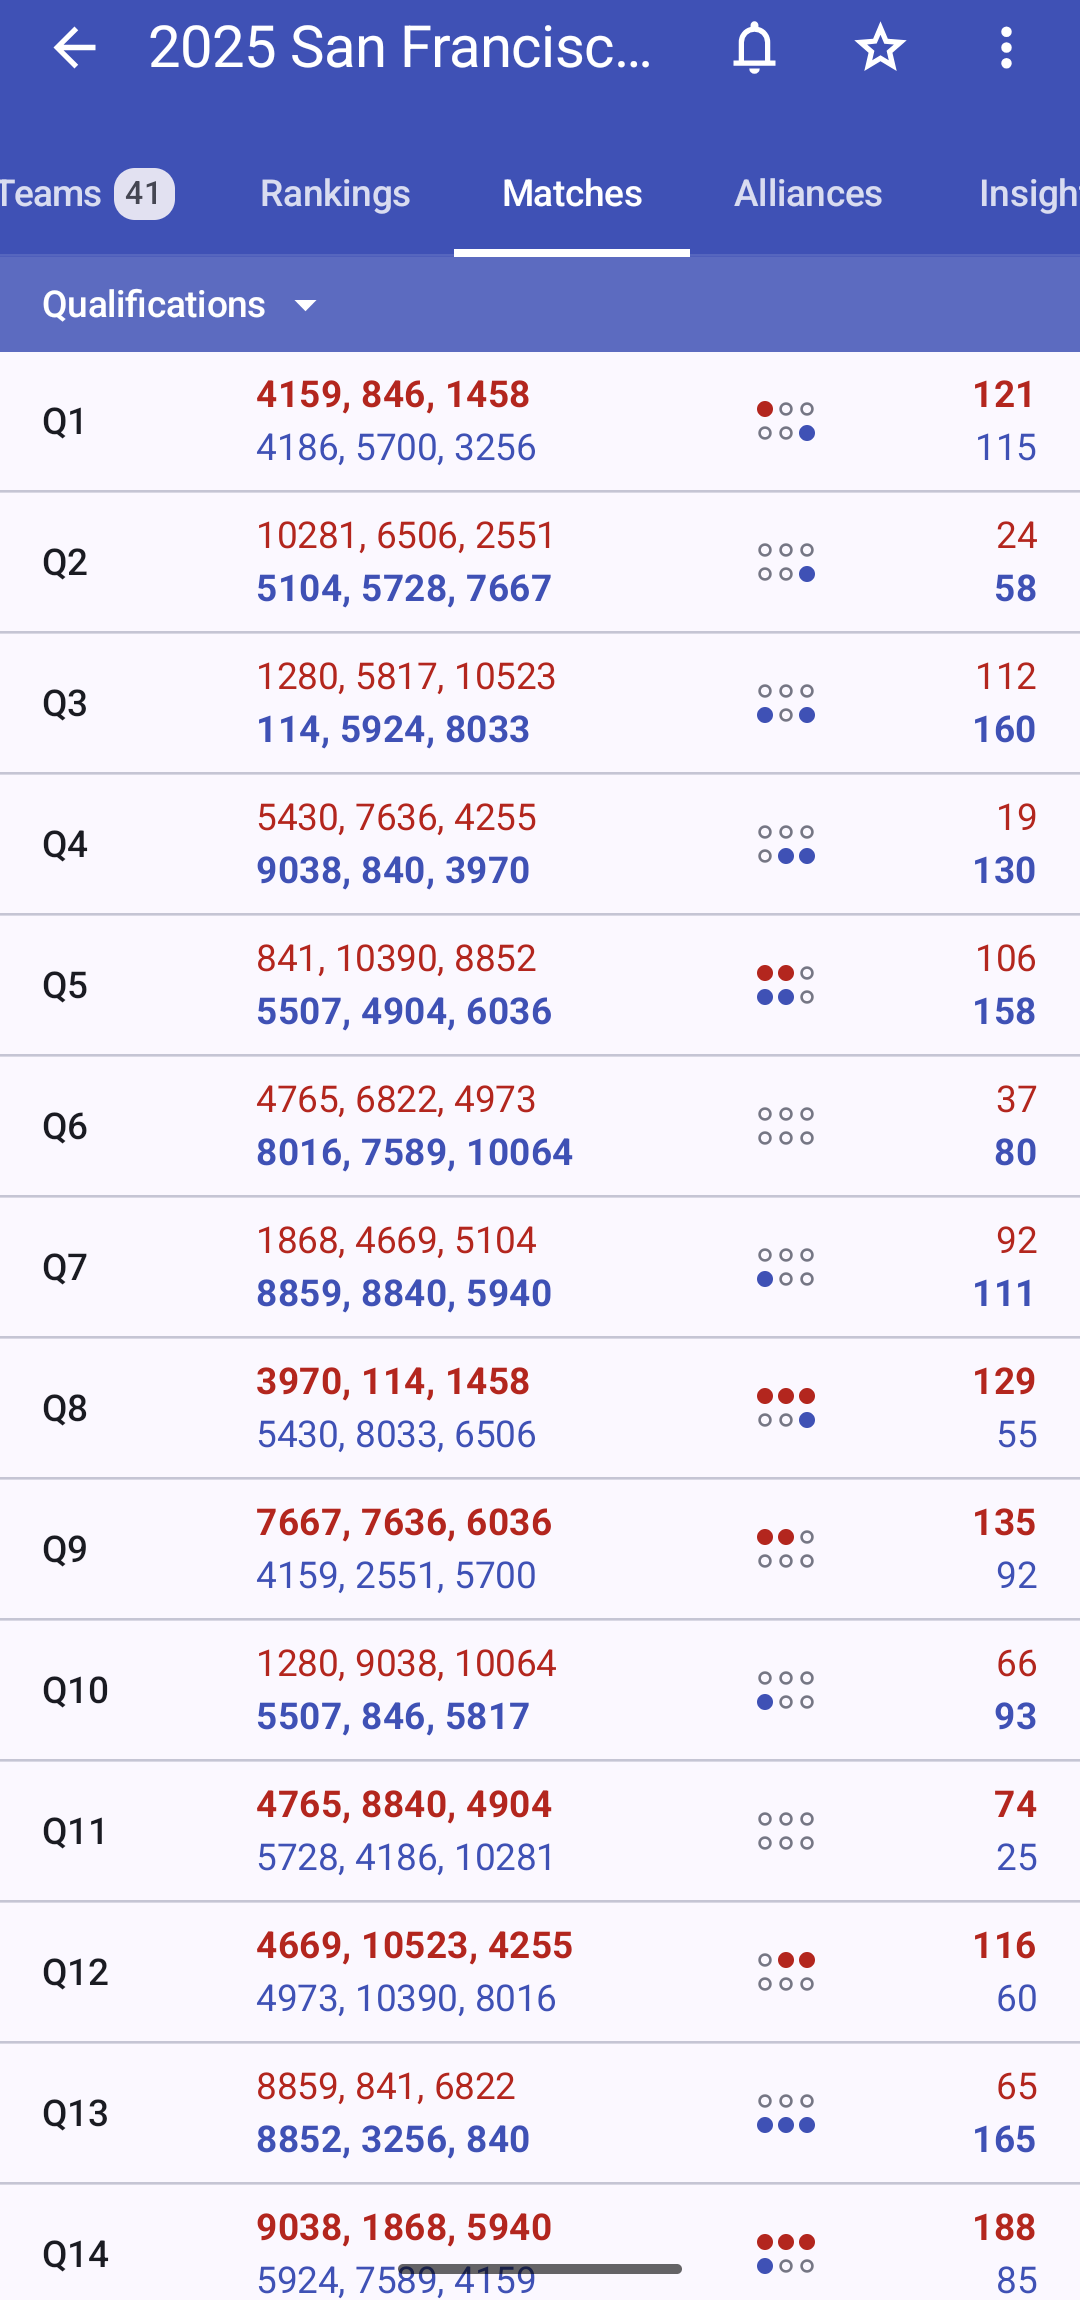 2025 San Francisc...
Teams 41 Rankings Matches Alliances Insigh
Qualifications
Q1
4159, 846, 1458
121
4186, 5700, 3256
115
Q2
10281, 6506, 2551
24
5104, 5728, 7667
58
Q3
1280, 5817, 10523
112
114, 5924, 8033
160
Q4
5430, 7636, 4255
19
9038, 840, 3970
130
Q5
841, 10390, 8852
106
5507, 4904, 6036
158
Q6
4765, 6822, 4973
37
8016, 7589, 10064
80
Q7
1868, 4669, 5104
92
8859, 8840, 5940
111
Q8
3970, 114, 1458
129
5430, 8033, 6506
55
Q9
7667, 7636, 6036
135
4159, 2551, 5700
92
Q10
1280, 9038, 10064
66
5507, 846, 5817
93
Q11
4765, 8840, 4904
74
5728, 4186, 10281
25
Q12
4669, 10523, 4255
116
4973, 10390, 8016
60
Q13
8859, 841, 6822
65
8852, 3256, 840
165
Q14
9038, 1868, 5940
188
5924, 7589, 4159
85